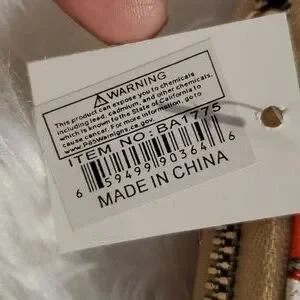 ⚠ WARNING
This product can expose you to chemicals
including lead, cadmium, and other chemicals,
which is known to the State of California to
cause cancer. For more information, go to
www.P65Warnigns.ca.gov.
ITEM NO: BA1775
6 59499 90364 6
MADE IN CHINA